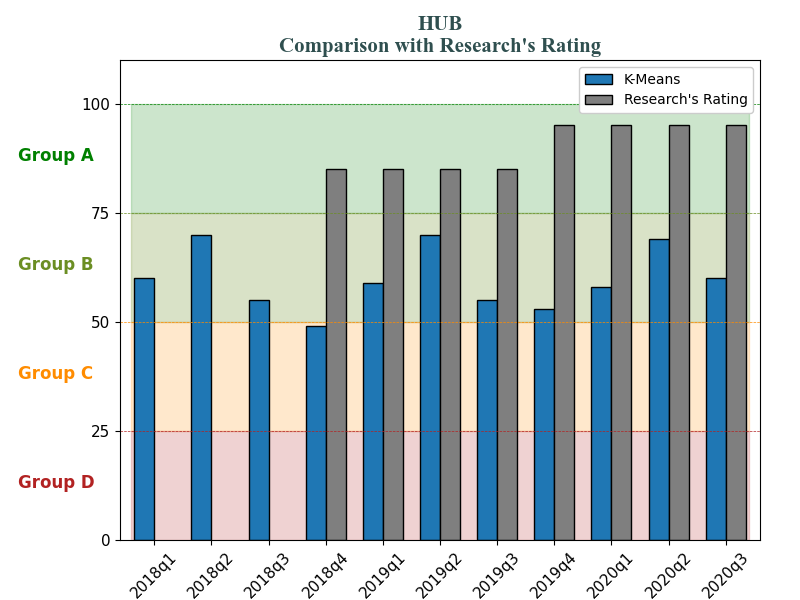 HUB
Comparison with Research's Rating
K-Means
Research's Rating
100
Group A
75
Group B
50
Group C
25
Group D
0
2018q1
2018q2
2018q3
2018q4
2019q1
2019q2
2019q3
2019q4
2020q1
2020q2
2020q3